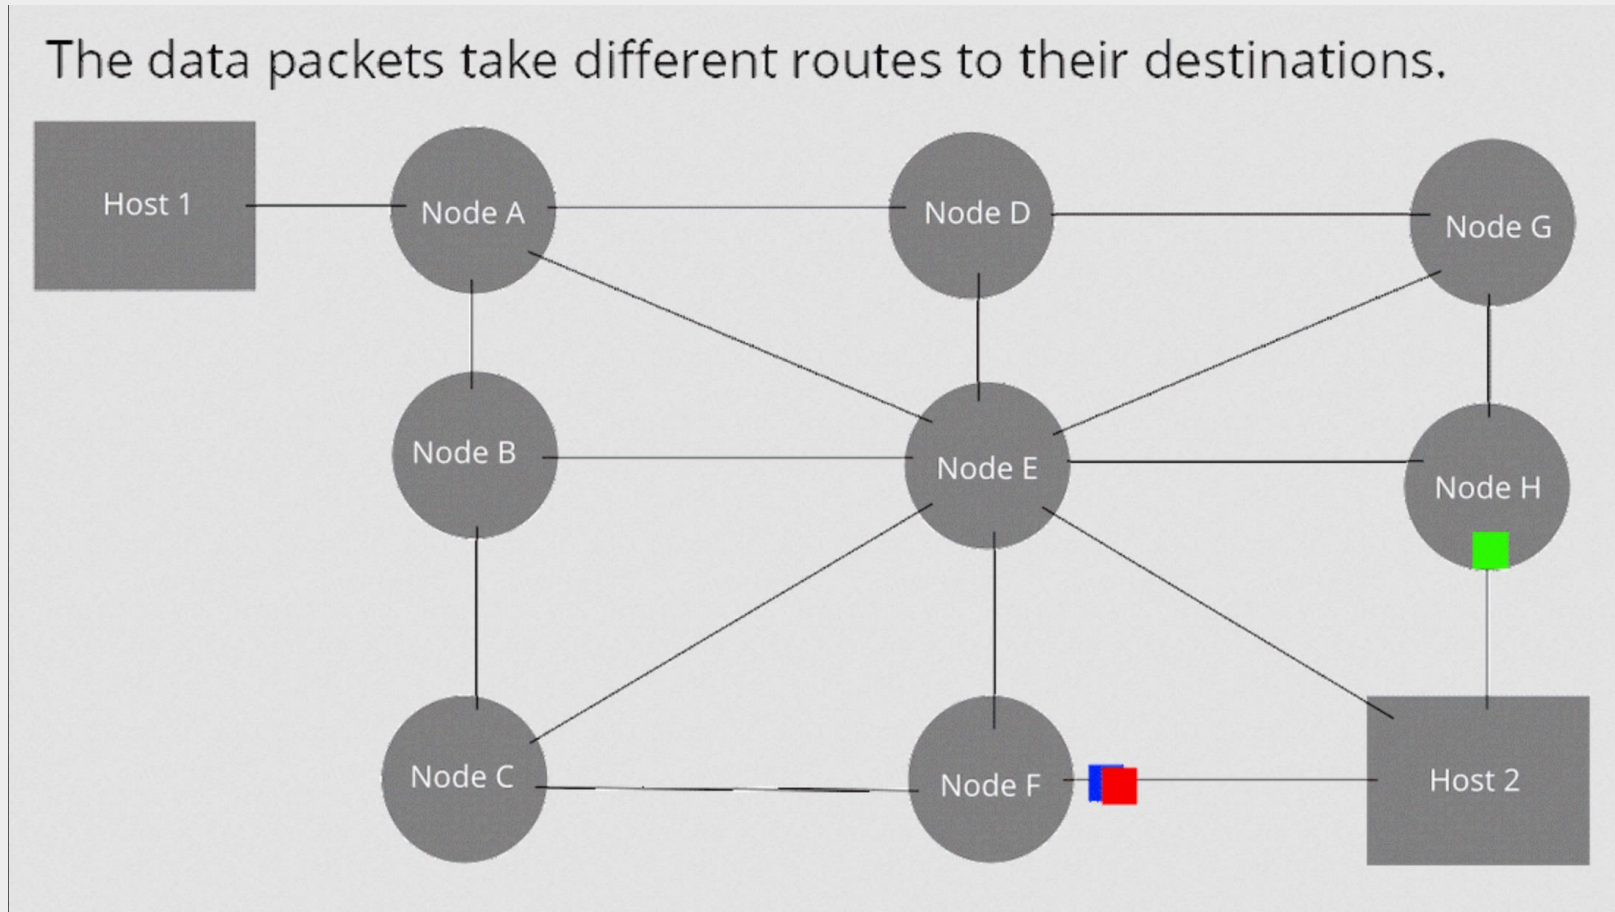 The data packets take different routes to their destinations.
Host 1
Node A
Node D
Node G
Node B
Node E
Node H
Node C
Node F
Host 2